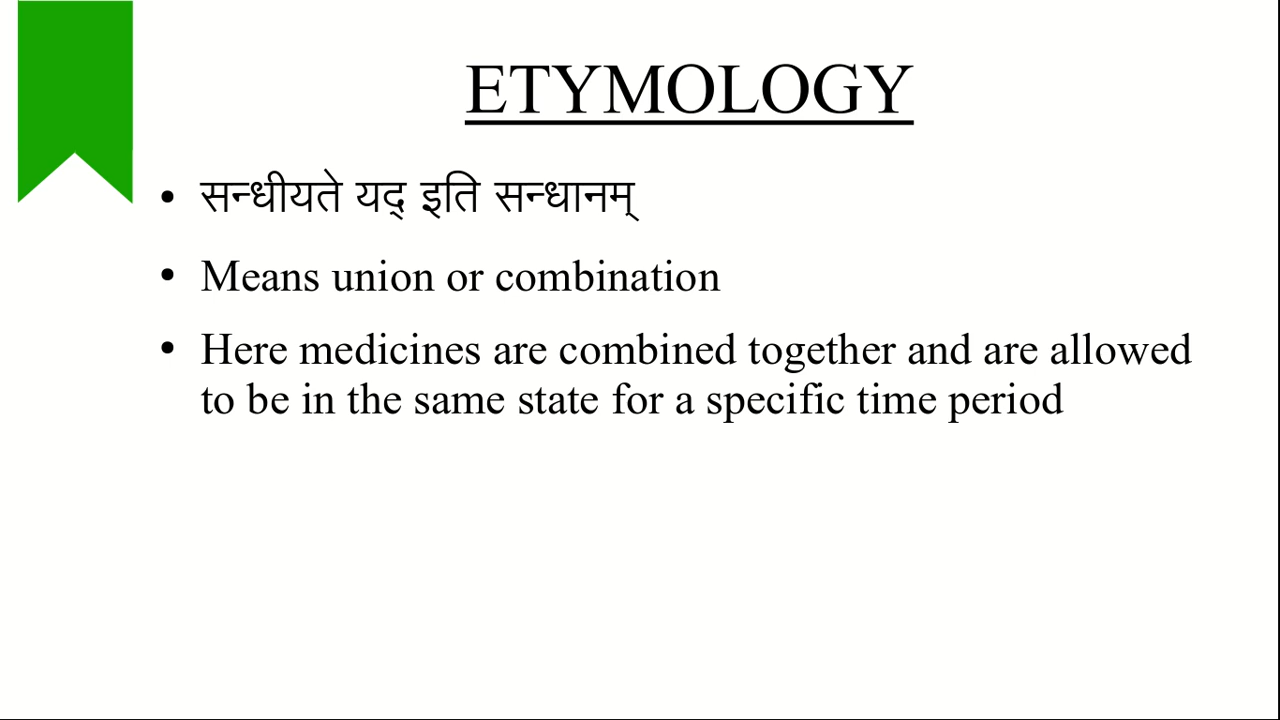 ETYMOLOGY
• सन्धीयते यद् इति सन्धानम्
• Means union or combination
• Here medicines are combined together and are allowed
to be in the same state for a specific time period